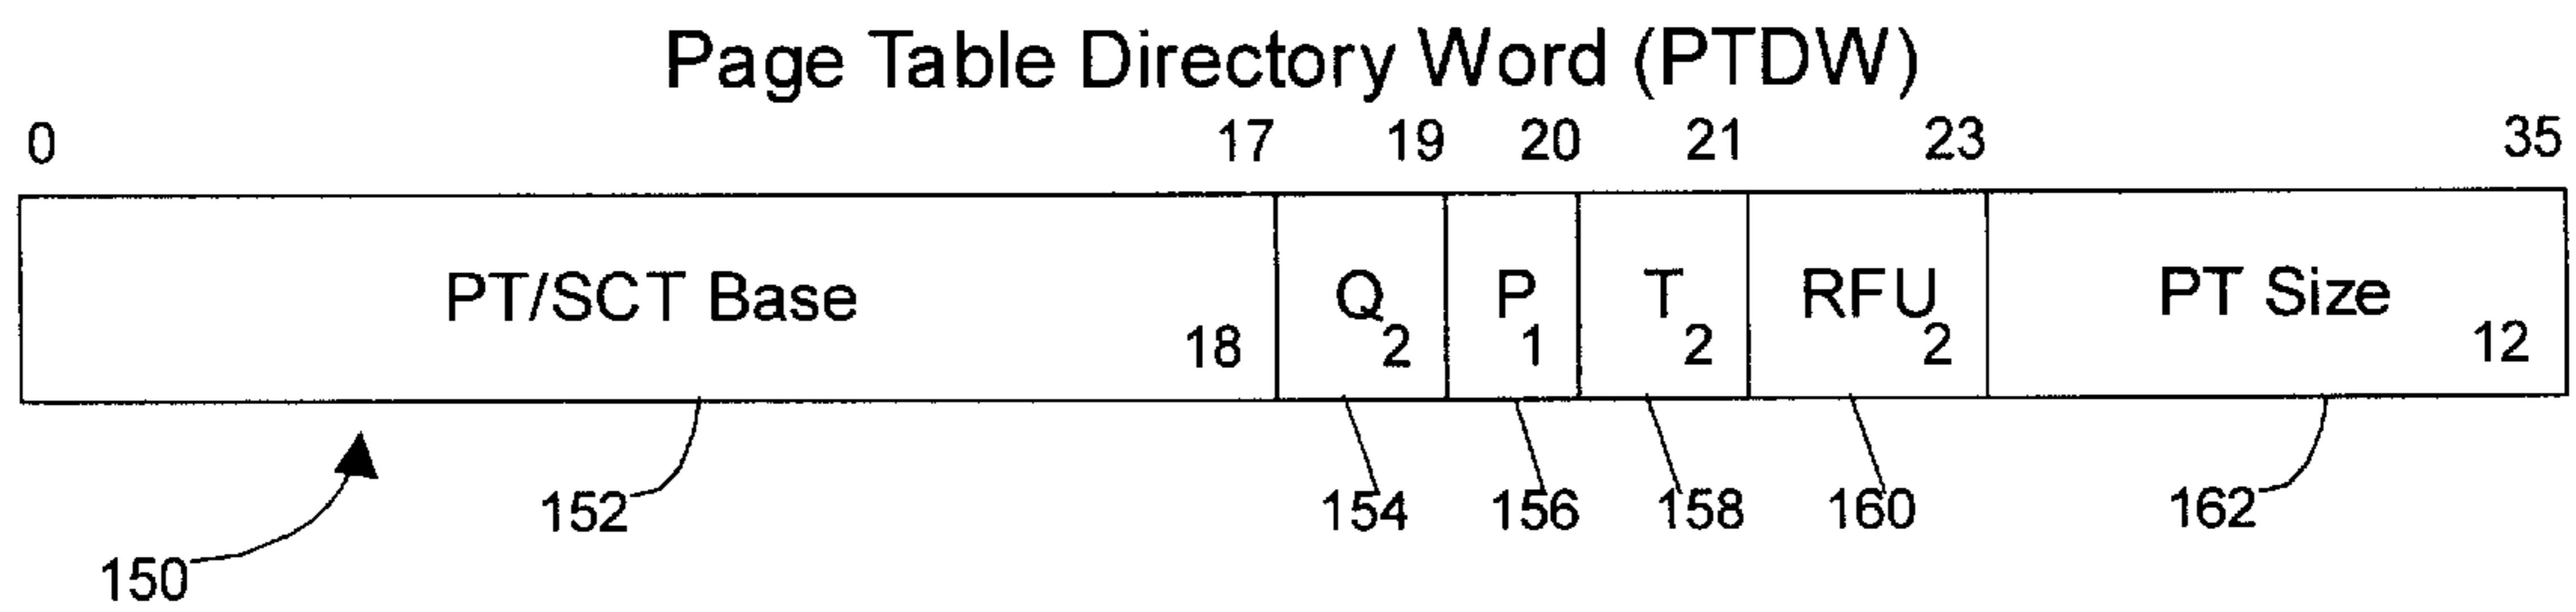 Page Table Directory Word (PTDW)
0 17 19 20 21 23 35
PT/SCT Base 18 Q 2 P 1 T 2 RFU 2 PT Size 12
152 154 156 158 160 162
150